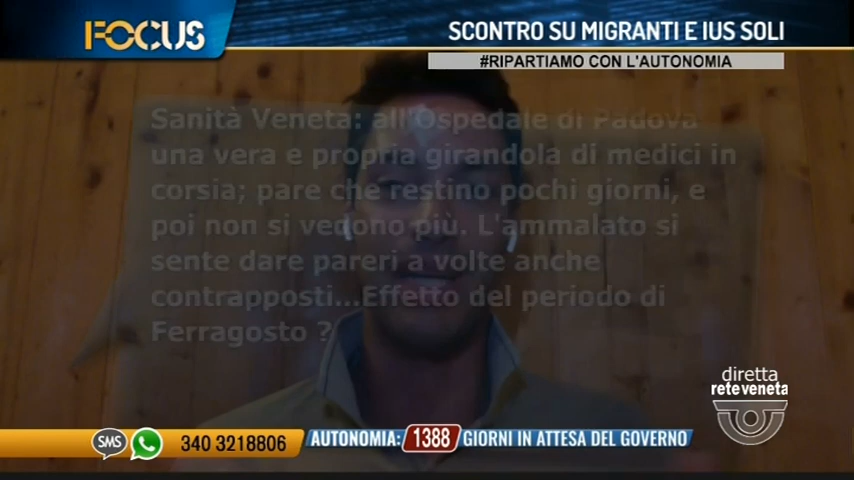 FOCUS
SCONTRO SU MIGRANTI E IUS SOLI
#RIPARTIAMO CON L'AUTONOMIA
Sanità Veneta: all'Ospedale di Padova
una vera e propria girandola di medici in
corsia; pare che restino pochi giorni, e
poi non si vedono più. L'ammalato si
sente dare pareri a volte anche
contrapposti...Effetto del periodo di
Ferragosto ?
diretta
reteveneta
SMS 340 3218806
AUTONOMIA: 1388 GIORNI IN ATTESA DEL GOVERNO